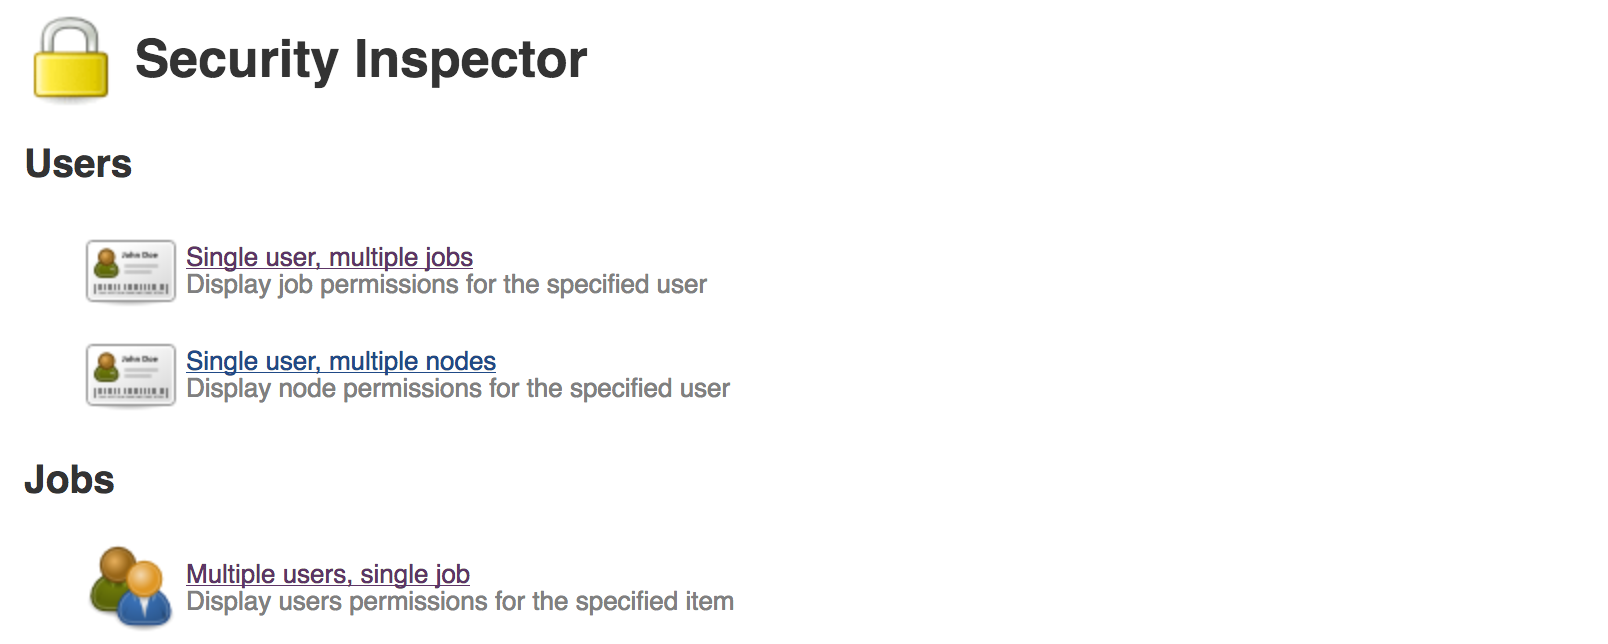 Security Inspector
Users
John Doe
Single user, multiple jobs
Display job permissions for the specified user
John Doe
Single user, multiple nodes
Display node permissions for the specified user
Jobs
Multiple users, single job
Display users permissions for the specified item